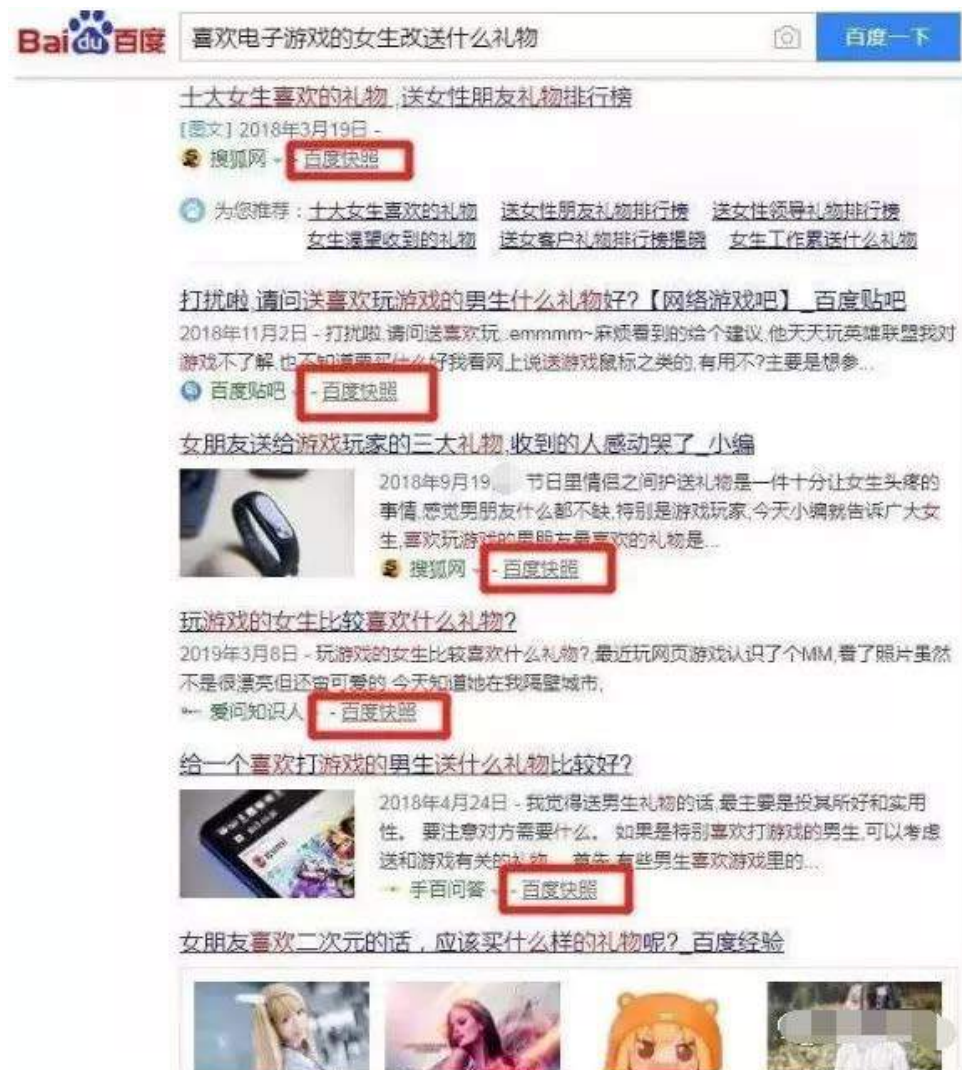 Bai du 百度
喜欢电子游戏的女生改送什么礼物
百度一下
十大女生喜欢的礼物,送女性朋友礼物排行榜
[图文] 2018年3月19日 -
搜狐网 - 百度快照
为您推荐：十大女生喜欢的礼物 送女性朋友礼物排行榜 送女性领导礼物排行榜
女生渴望收到的礼物 送女客户礼物排行榜揭晓 女生工作累送什么礼物
打扰啦,请问送喜欢玩游戏的男生什么礼物好?【网络游戏吧】_百度贴吧
2018年11月2日 - 打扰啦,请问送喜欢玩..emmmm~麻烦看到的给个建议,他天天玩英雄联盟我对
游戏不了解,也不知道要买什么好我看网上说送游戏鼠标之类的,有用不?主要是想参...
百度贴吧 - 百度快照
女朋友送给游戏玩家的三大礼物,收到的人感动哭了_小编
2018年9月19 节日里情侣之间护送礼物是一件十分让女生头疼的
事情,感觉男朋友什么都不缺,特别是游戏玩家,今天小编就告诉广大女
生,喜欢玩游戏的男朋友最喜欢的礼物是...
搜狐网 - 百度快照
玩游戏的女生比较喜欢什么礼物?
2019年3月8日 - 玩游戏的女生比较喜欢什么礼物?,最近玩网页游戏认识了个MM,看了照片虽然
不是很漂亮但还蛮可爱的,今天知道她在我隔壁城市,
爱问知识人 - 百度快照
给一个喜欢打游戏的男生送什么礼物比较好?
2018年4月24日 - 我觉得送男生礼物的话,最主要是投其所好和实用
性。 要注意对方需要什么。 如果是特别喜欢打游戏的男生,可以考虑
送和游戏有关的礼物。 首先,有些男生喜欢游戏里的...
手百问答 - 百度快照
女朋友喜欢二次元的话，应该买什么样的礼物呢?_百度经验